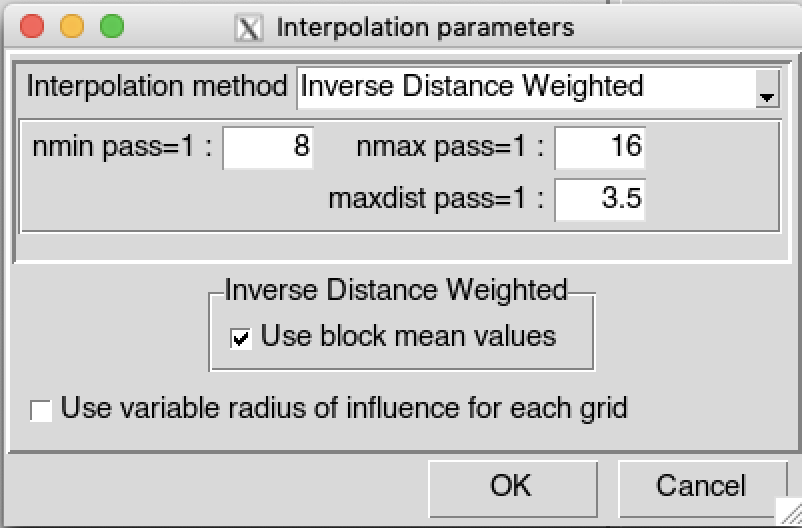 Interpolation parameters
Interpolation method Inverse Distance Weighted
nmin pass=1 : 8 nmax pass=1 : 16
maxdist pass=1 : 3.5
Inverse Distance Weighted
Use block mean values
Use variable radius of influence for each grid
OK Cancel